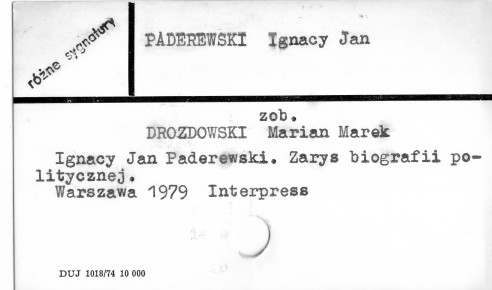 różne sygnatury
PADEREWSKI Ignacy Jan
zob.
DROZDOWSKI Marian Marek
Ignacy Jan Paderewski. Zarys biografii po-
litycznej.
Warszawa 1979 Interpress
DUJ 1018/74 10 000